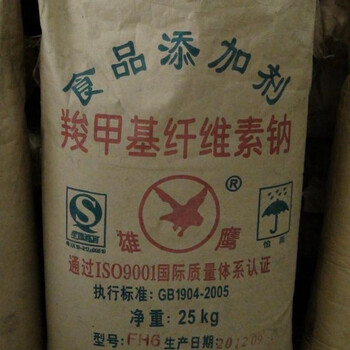 食品添加剂
羧甲基纤维素钠
®
雄鹰
怕湿
通过ISO9001国际质量体系认证
执行标准: GB1904-2005
净重: 25kg
型号: FH6 生产日期